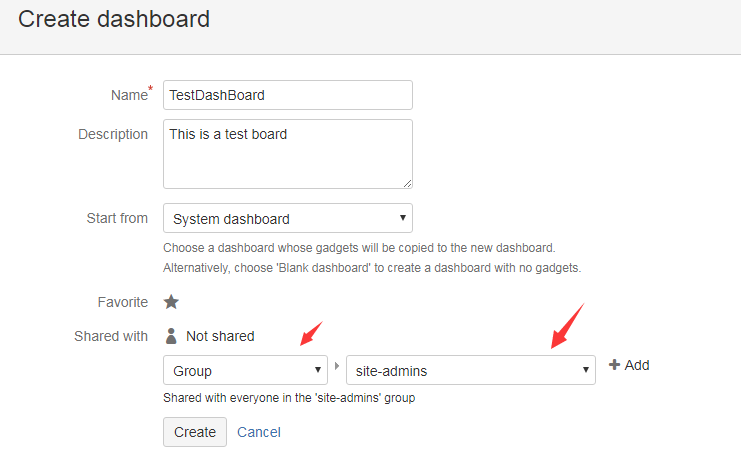 Create dashboard
Name*
TestDashBoard
Description
This is a test board
Start from
System dashboard
Choose a dashboard whose gadgets will be copied to the new dashboard.
Alternatively, choose 'Blank dashboard' to create a dashboard with no gadgets.
Favorite
Shared with
Not shared
Group
site-admins
+ Add
Shared with everyone in the 'site-admins' group
Create
Cancel